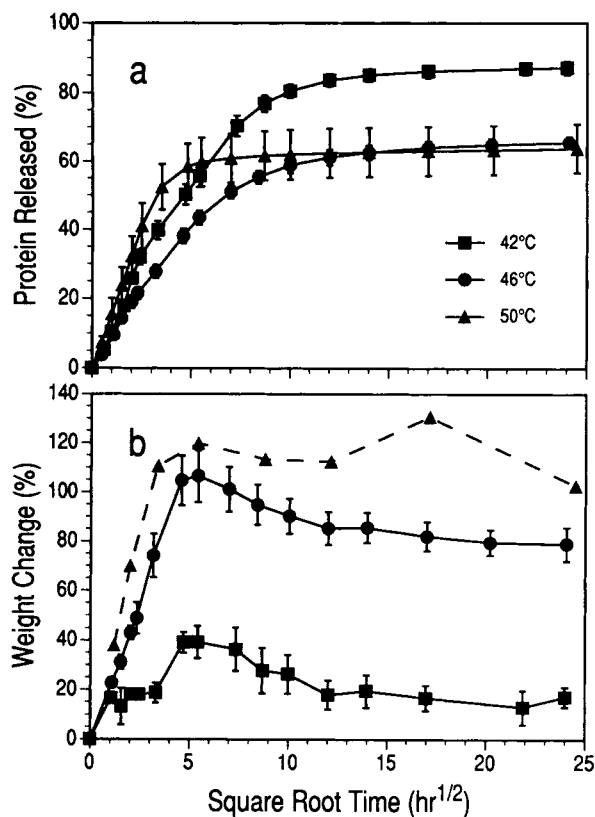 100
80
60
40
20
0
Protein Released (%)
a
42°C
46°C
50°C
140
120
100
80
60
40
20
0
Weight Change (%)
b
0 5 10 15 20 25
Square Root Time (hr1/2)